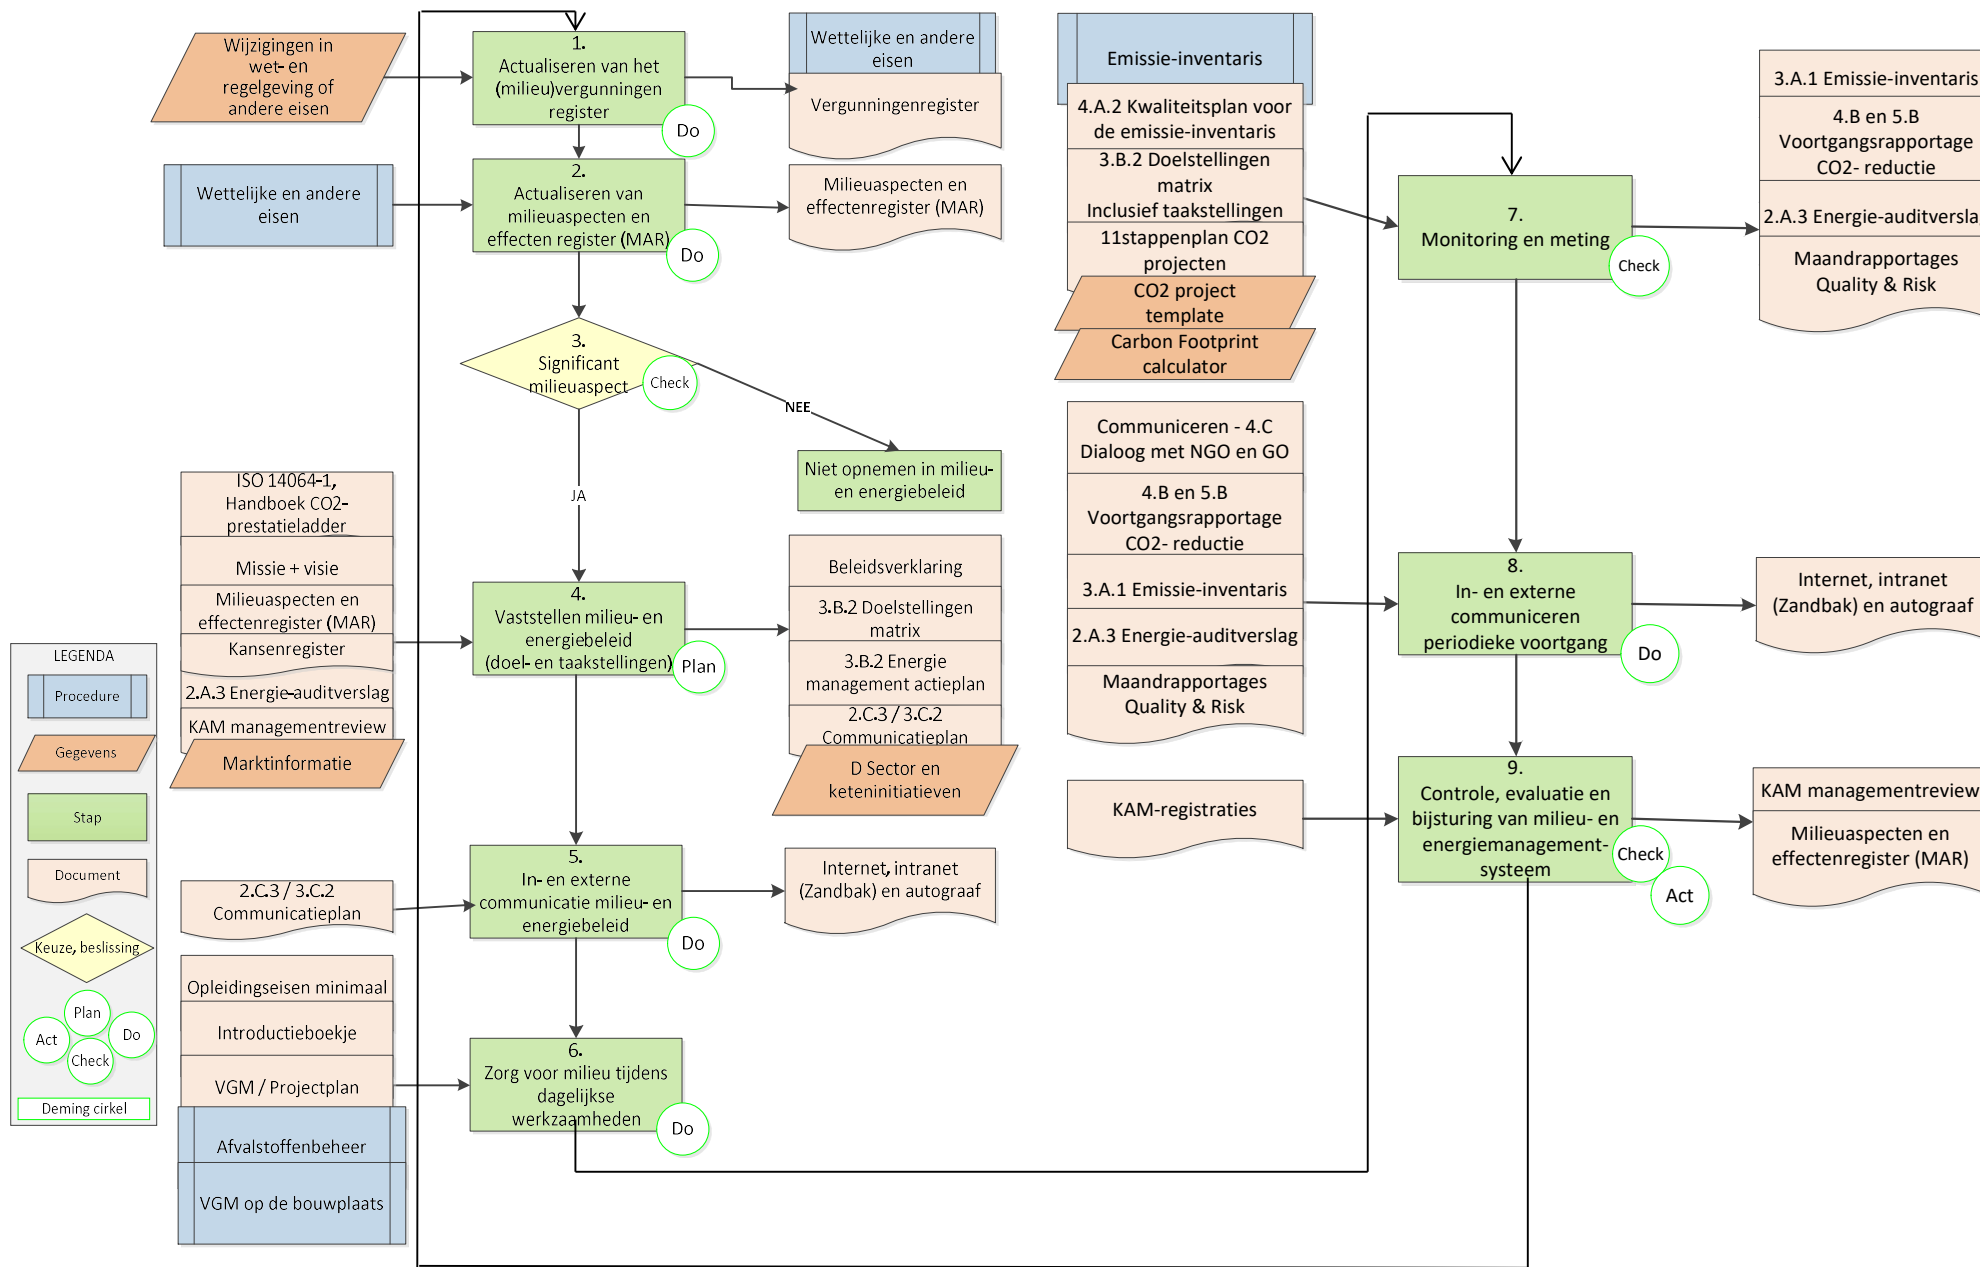 Wijzigingen in
wet- en
regelgeving of
andere eisen
1.
Actualiseren van het
(milieu)vergunningen
register
Do
Wettelijke en andere
eisen
Vergunningenregister
Wettelijke en andere
eisen
2.
Actualiseren van
milieuaspecten en
effecten register (MAR)
Do
Milieuaspecten en
effectenregister (MAR)
3.
Significant
milieuaspect
Check
NEE
JA
Niet opnemen in milieu-
en energiebeleid
ISO 14064-1,
Handboek CO2-
prestatieladder
Missie + visie
Milieuaspecten en
effectenregister (MAR)
Kansenregister
2.A.3 Energie-auditverslag
KAM managementreview
Marktinformatie
4.
Vaststellen milieu- en
energiebeleid
(doel- en taakstellingen)
Plan
Beleidsverklaring
3.B.2 Doelstellingen
matrix
3.B.2 Energie
management actieplan
2.C.3 / 3.C.2
Communicatieplan
D Sector en
keteninitiatieven
2.C.3 / 3.C.2
Communicatieplan
5.
In- en externe
communicatie milieu- en
energiebeleid
Do
Internet, intranet
(Zandbak) en autograaf
Opleidingseisen minimaal
Introductieboekje
VGM / Projectplan
Afvalstoffenbeheer
VGM op de bouwplaats
6.
Zorg voor milieu tijdens
dagelijkse
werkzaamheden
Do
LEGENDA
Procedure
Gegevens
Stap
Document
Keuze, beslissing
Plan
Act
Do
Check
Deming cirkel
Emissie-inventaris
4.A.2 Kwaliteitsplan voor
de emissie-inventaris
3.B.2 Doelstellingen
matrix
Inclusief taakstellingen
11stappenplan CO2
projecten
CO2 project
template
Carbon Footprint
calculator
7.
Monitoring en meting
Check
3.A.1 Emissie-inventaris
4.B en 5.B
Voortgangsrapportage
CO2- reductie
2.A.3 Energie-auditversla
Maandrapportages
Quality & Risk
Communiceren - 4.C
Dialoog met NGO en GO
4.B en 5.B
Voortgangsrapportage
CO2- reductie
3.A.1 Emissie-inventaris
2.A.3 Energie-auditverslag
Maandrapportages
Quality & Risk
8.
In- en externe
communiceren
periodieke voortgang
Do
Internet, intranet
(Zandbak) en autograaf
KAM-registraties
9.
Controle, evaluatie en
bijsturing van milieu- en
energiemanagement-
systeem
Check
Act
KAM managementreview
Milieuaspecten en
effectenregister (MAR)